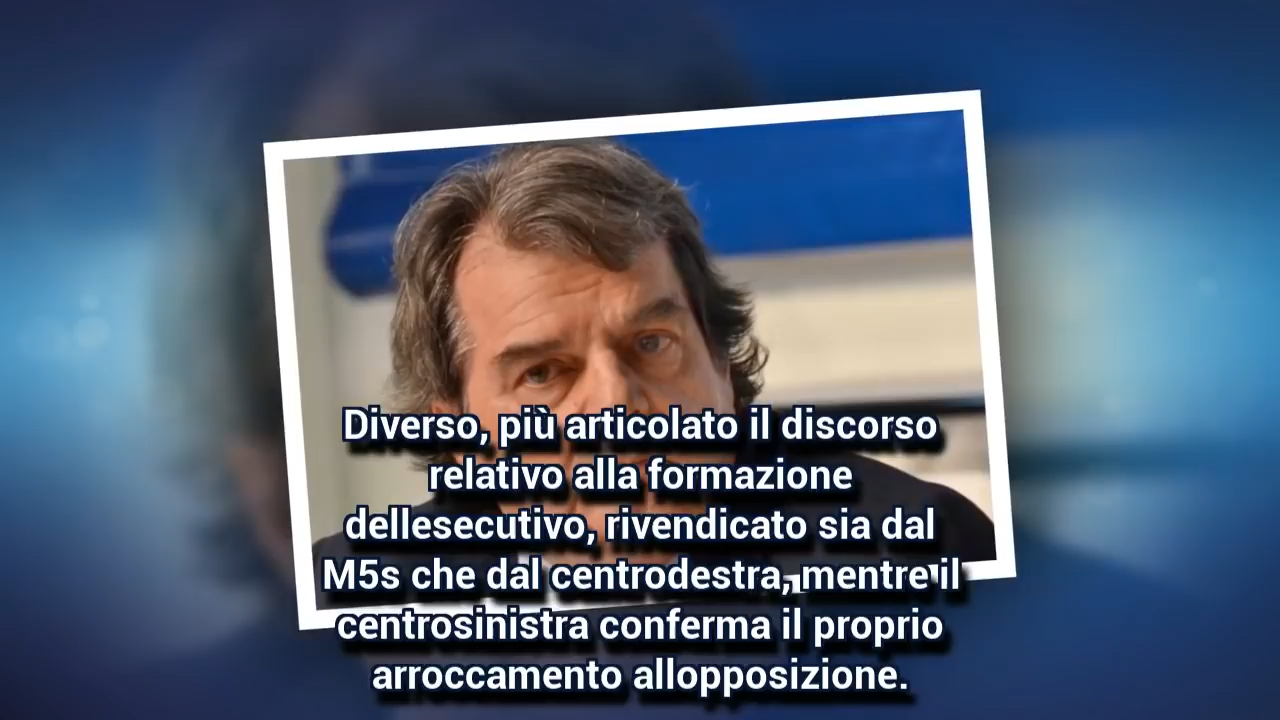 Diverso, più articolato il discorso
relativo alla formazione
dellesecutivo, rivendicato sia dal
M5s che dal centrodestra, mentre il
centrosinistra conferma il proprio
arroccamento allopposizione.